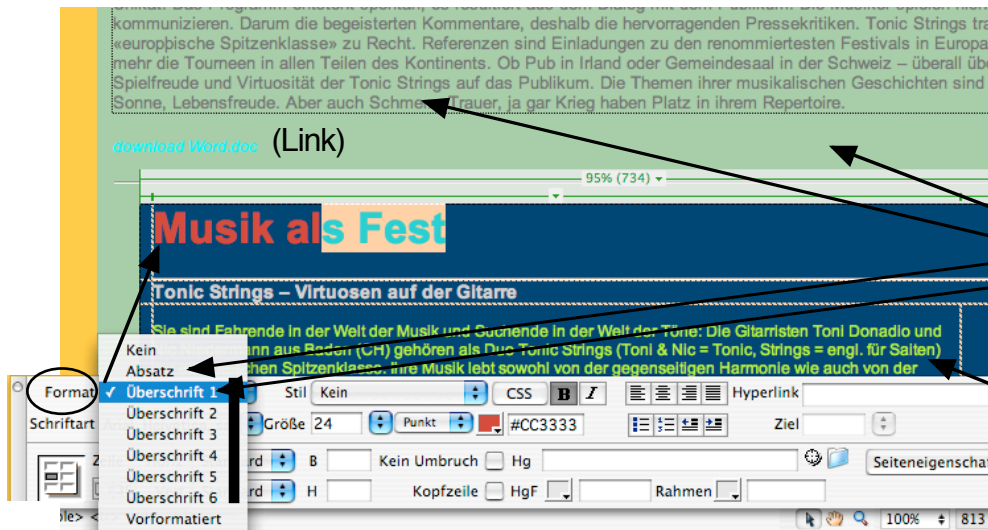 kommunizieren. Darum die begeisterten Kommentare, deshalb die hervorragenden Pressekritiken. Tonic Strings tra
«europþische Spitzenklasse» zu Recht. Referenzen sind Einladungen zu den renommiertesten Festivals in Europa
mehr die Tourneen in allen Teilen des Kontinents. Ob Pub in Irland oder Gemeindesaal in der Schweiz – überall übe
Spielfreude und Virtuosität der Tonic Strings auf das Publikum. Die Themen ihrer musikalischen Geschichten sind
Sonne, Lebensfreude. Aber auch Trauer, ja gar Krieg haben Platz in ihrem Repertoire.
download Word.doc (Link)
95% (734)
Musik als Fest
Tonic Strings – Virtuosen auf der Gitarre
Sie sind Fahrende in der Welt der Musik und Suchende in der Welt der Töne: Die Gitarristen Toni Donadio und
ann aus Baden (CH) gehören als Duo Tonic Strings (Toni & Nic = Tonic, Strings = engl. für Saiten)
chen Spitzenklasse. Ihre Musik lebt sowohl von der gegenseitigen Harmonie wie auch von der
Kein
Absatz
Format ✓ Überschrift 1 Stil Kein CSS B I Hyperlink
Überschrift 2
Schriftart Größe 24 Punkt #CC3333 Ziel
Überschrift 3
Überschrift 4
rd B Kein Umbruch Hg Seiteneigenscha
Überschrift 5
Überschrift 6
rd H Kopfzeile HgF Rahmen
Vorformatiert
ble> < 100% 813